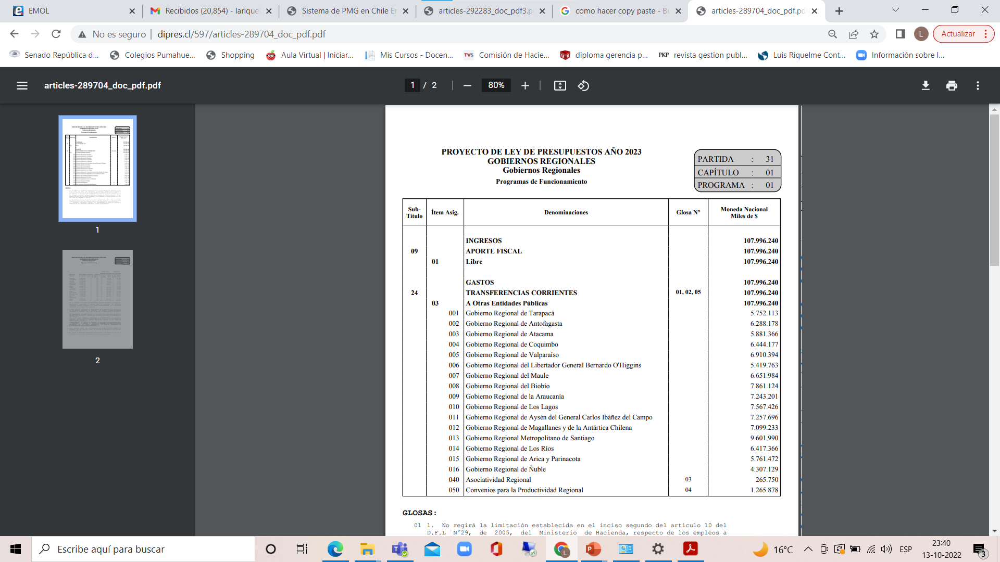 EMOL
Recibidos (20,854) - larique
Sistema de PMG en Chile E
articles-292283_doc_pdf3.p
como hacer copy paste - Bu
articles-289704_doc_pdf.pd
No es seguro
dipres.cl/597/articles-289704_doc_pdf.pdf
L
Actualizar
Senado República d...
Colegios Pumahue...
Shopping
Aula Virtual | Iniciar...
Mis Cursos - Docen...
TVS Comisión de Hacie...
diploma gerencia p...
PKP revista gestion publ...
Luis Riquelme Cont...
Información sobre l...
articles-289704_doc_pdf.pdf
1 / 2
80%
1
2
PROYECTO DE LEY DE PRESUPUESTOS AÑO 2023
GOBIERNOS REGIONALES
Gobiernos Regionales
Programas de Funcionamiento
PARTIDA : 31
CAPÍTULO : 01
PROGRAMA : 01
Sub-Título Ítem Asig. Denominaciones Glosa N° Moneda Nacional Miles de $
INGRESOS 107.996.240
09 APORTE FISCAL 107.996.240
01 Libre 107.996.240
GASTOS 107.996.240
24 TRANSFERENCIAS CORRIENTES 01, 02, 05 107.996.240
03 A Otras Entidades Públicas 107.996.240
001 Gobierno Regional de Tarapacá 5.752.113
002 Gobierno Regional de Antofagasta 6.288.178
003 Gobierno Regional de Atacama 5.881.366
004 Gobierno Regional de Coquimbo 6.444.177
005 Gobierno Regional de Valparaíso 6.910.394
006 Gobierno Regional del Libertador General Bernardo O'Higgins 5.419.763
007 Gobierno Regional del Maule 6.651.984
008 Gobierno Regional del Biobío 7.861.124
009 Gobierno Regional de la Araucanía 7.243.201
010 Gobierno Regional de Los Lagos 7.567.426
011 Gobierno Regional de Aysén del General Carlos Ibáñez del Campo 7.257.696
012 Gobierno Regional de Magallanes y de la Antártica Chilena 7.099.233
013 Gobierno Regional Metropolitano de Santiago 9.601.990
014 Gobierno Regional de Los Ríos 6.417.366
015 Gobierno Regional de Arica y Parinacota 5.761.472
016 Gobierno Regional de Ñuble 4.307.129
040 Asociatividad Regional 03 265.750
050 Convenios para la Productividad Regional 04 1.265.878
GLOSAS:
01 1. No regirá la limitación establecida en el inciso segundo del artículo 10 del
D.F.L N°29, de 2005, del Ministerio de Hacienda, respecto de los empleos a
Escribe aquí para buscar
16°C
ESP
23:40
13-10-2022
3